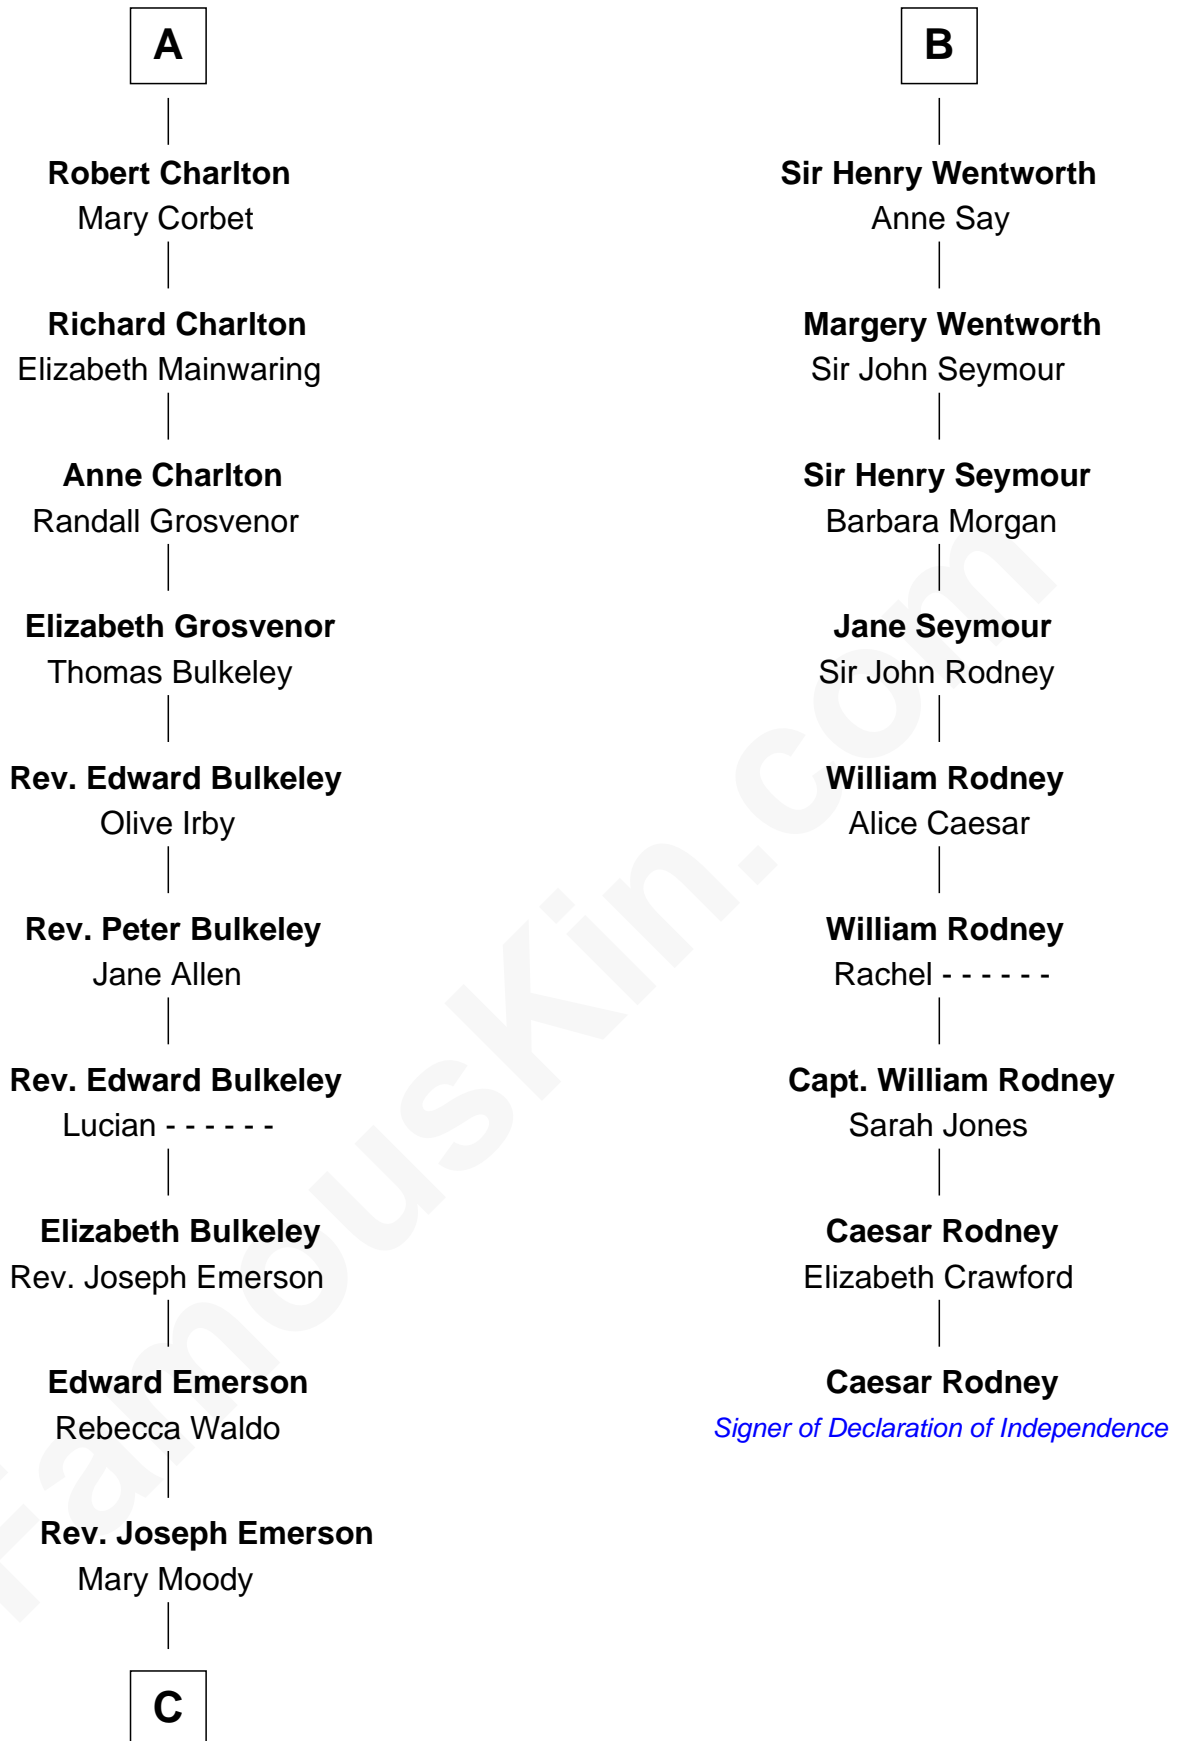 A
Robert Charlton
Mary Corbet
Richard Charlton
Elizabeth Mainwaring
Anne Charlton
Randall Grosvenor
Elizabeth Grosvenor
Thomas Bulkeley
Rev. Edward Bulkeley
Olive Irby
Rev. Peter Bulkeley
Jane Allen
Rev. Edward Bulkeley
Lucian - - - - - -
Elizabeth Bulkeley
Rev. Joseph Emerson
Edward Emerson
Rebecca Waldo
Rev. Joseph Emerson
Mary Moody
C
B
Sir Henry Wentworth
Anne Say
Margery Wentworth
Sir John Seymour
Sir Henry Seymour
Barbara Morgan
Jane Seymour
Sir John Rodney
William Rodney
Alice Caesar
William Rodney
Rachel - - - - - -
Capt. William Rodney
Sarah Jones
Caesar Rodney
Elizabeth Crawford
Caesar Rodney
Signer of Declaration of Independence
FamousKin.com